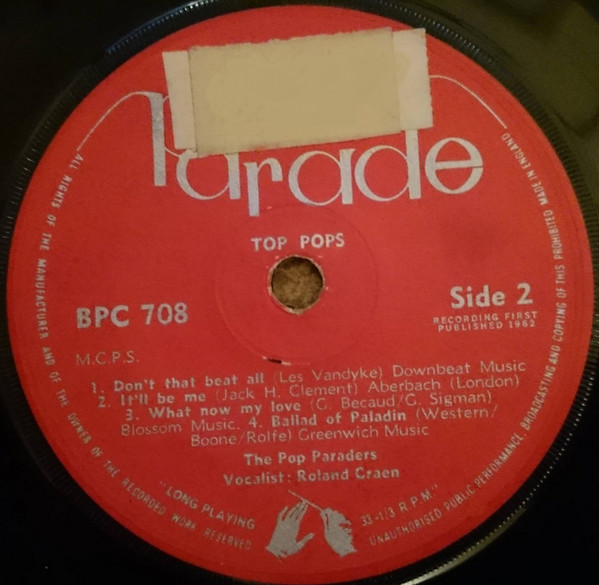 Parade
TOP POPS
BPC 708
Side 2
RECORDING FIRST
PUBLISHED 1962
M.C.P.S.
1. Don't that beat all (Les Vandyke) Downbeat Music
2. It'll be me (Jack H. Clement) Aberbach (London)
3. What now my love (G. Becaud/G. Sigman)
Blossom Music. 4. Ballad of Paladin (Western/
Boone/Rolfe) Greenwich Music
The Pop Paraders
Vocalist: Roland Graen
"LONG PLAYING
33-1/3 R.P.M"
ALL RIGHTS OF THE MANUFACTURER AND OF THE OWNER OF THE RECORDED WORK RESERVED
UNAUTHORISED PUBLIC PERFORMANCE, BROADCASTING AND COPYING OF THIS PROHIBITED MADE IN ENGLAND